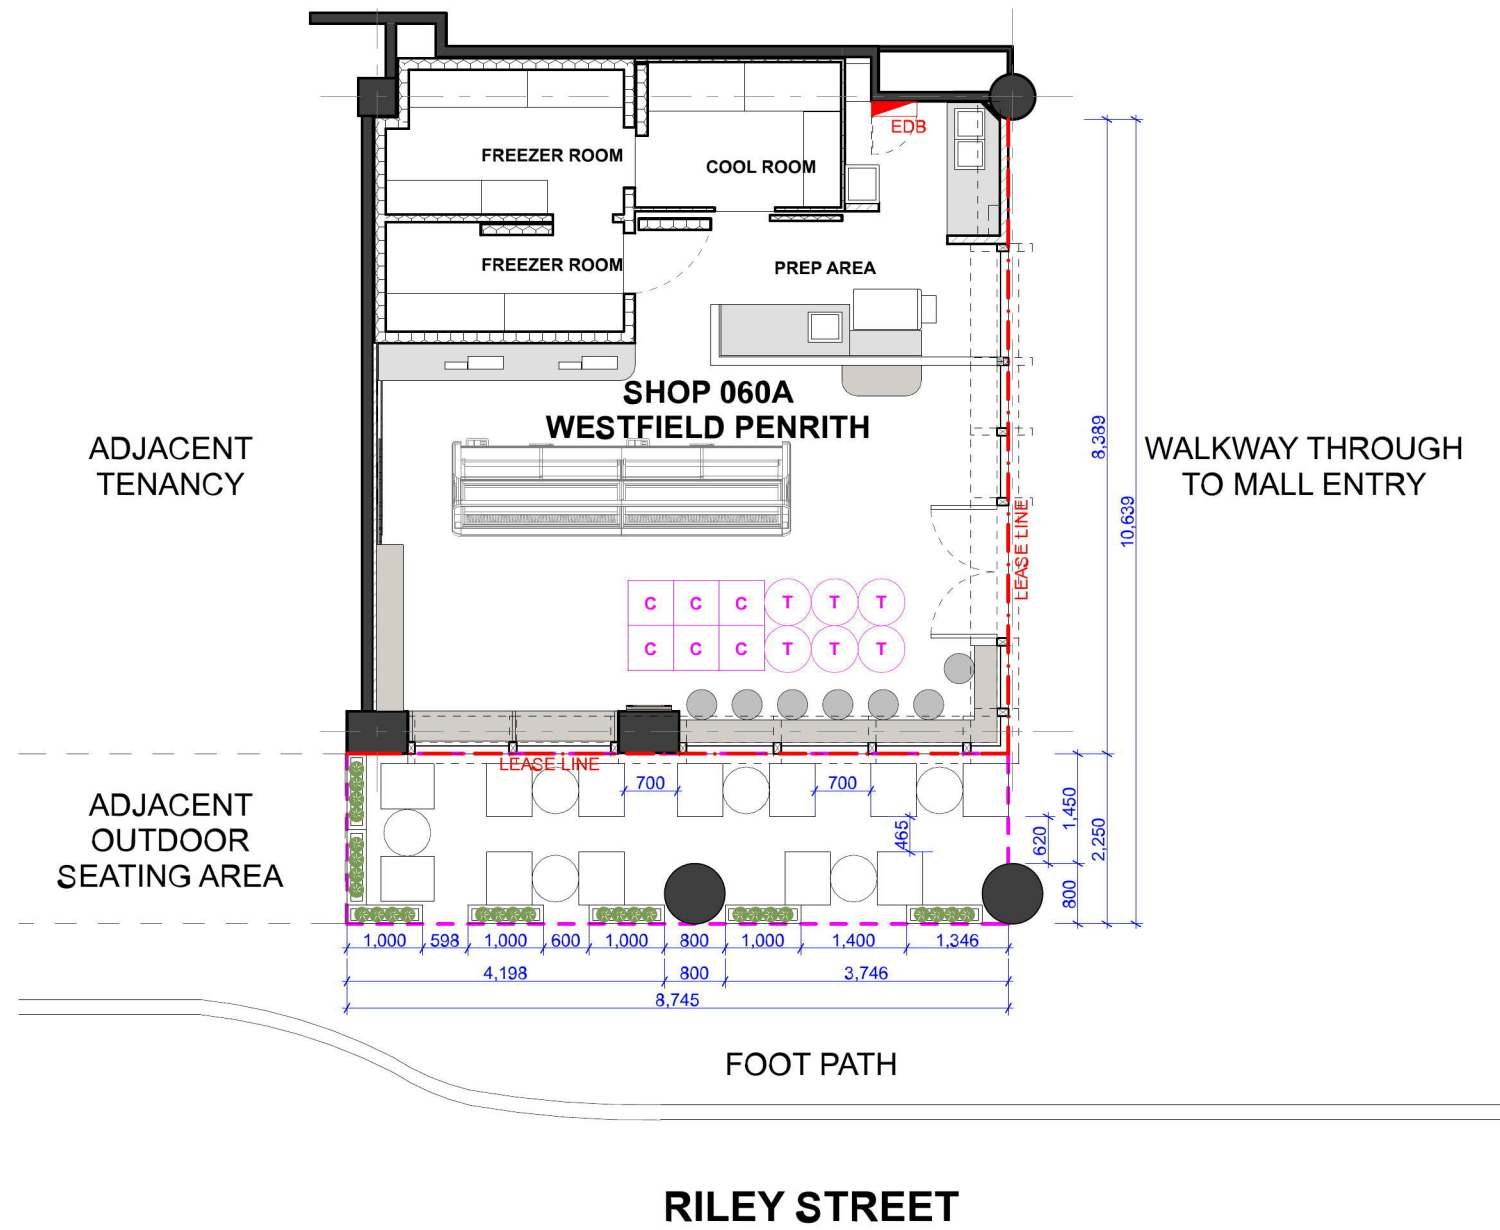 EDB
FREEZER ROOM
COOL ROOM
FREEZER ROOM
PREP AREA
SHOP 060A
WESTFIELD PENRITH
ADJACENT
TENANCY
8,389
10,639
WALKWAY THROUGH
TO MALL ENTRY
LEASE LINE
C C C T T T
C C C T T T
LEASE LINE
700
700
465
620
1,450
2,250
800
ADJACENT
OUTDOOR
SEATING AREA
1,000 598 1,000 600 1,000 800 1,000 1,400 1,346
4,198 800 3,746
8,745
FOOT PATH
RILEY STREET